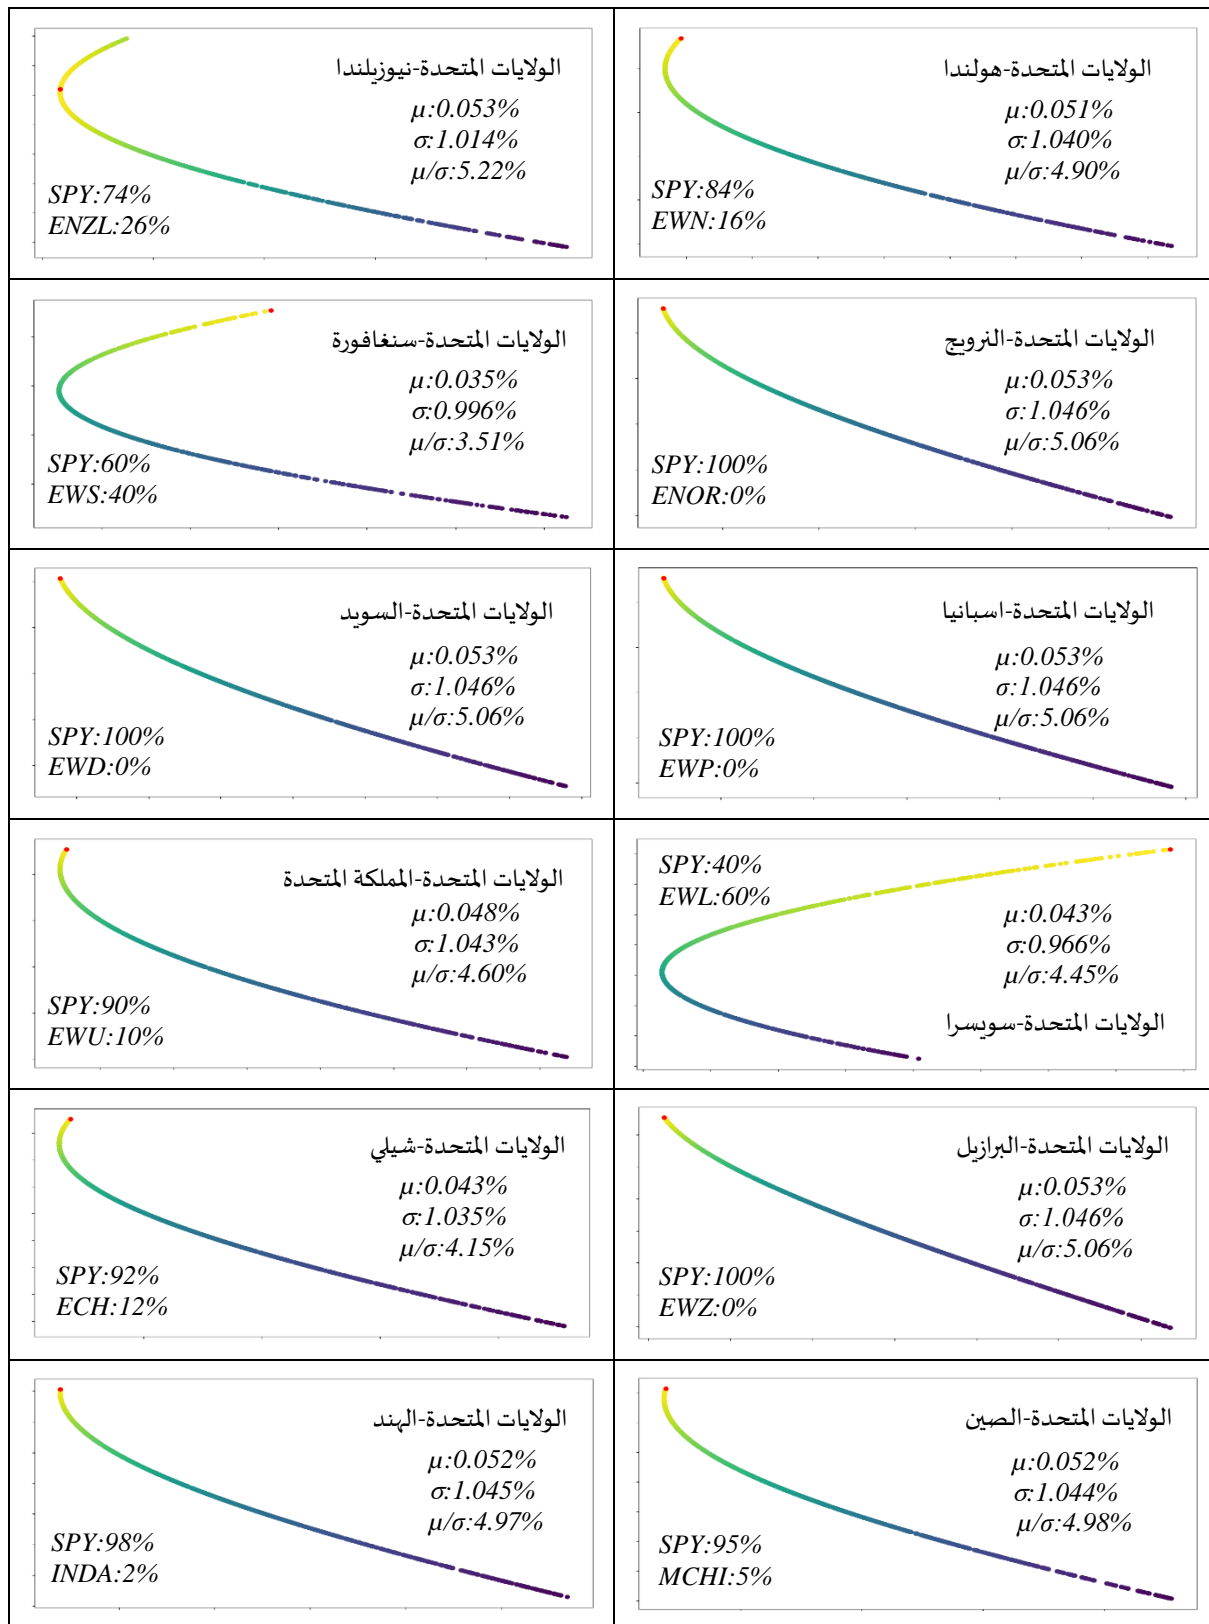 الولايات المتحدة-نيوزيلندا
μ:0.053%
σ:1.014%
μ/σ:5.22%
SPY:74%
ENZL:26%
الولايات المتحدة-هولندا
μ:0.051%
σ:1.040%
μ/σ:4.90%
SPY:84%
EWN:16%
الولايات المتحدة-سنغافورة
μ:0.035%
σ:0.996%
μ/σ:3.51%
SPY:60%
EWS:40%
الولايات المتحدة-النرويج
μ:0.053%
σ:1.046%
μ/σ:5.06%
SPY:100%
ENOR:0%
الولايات المتحدة-السويد
μ:0.053%
σ:1.046%
μ/σ:5.06%
SPY:100%
EWD:0%
الولايات المتحدة-اسبانيا
μ:0.053%
σ:1.046%
μ/σ:5.06%
SPY:100%
EWP:0%
الولايات المتحدة-المملكة المتحدة
μ:0.048%
σ:1.043%
μ/σ:4.60%
SPY:90%
EWU:10%
SPY:40%
EWL:60%
μ:0.043%
σ:0.966%
μ/σ:4.45%
الولايات المتحدة-سويسرا
الولايات المتحدة-شيلي
μ:0.043%
σ:1.035%
μ/σ:4.15%
SPY:92%
ECH:12%
الولايات المتحدة-البرازيل
μ:0.053%
σ:1.046%
μ/σ:5.06%
SPY:100%
EWZ:0%
الولايات المتحدة-الهند
μ:0.052%
σ:1.045%
μ/σ:4.97%
SPY:98%
INDA:2%
الولايات المتحدة-الصين
μ:0.052%
σ:1.044%
μ/σ:4.98%
SPY:95%
MCHI:5%